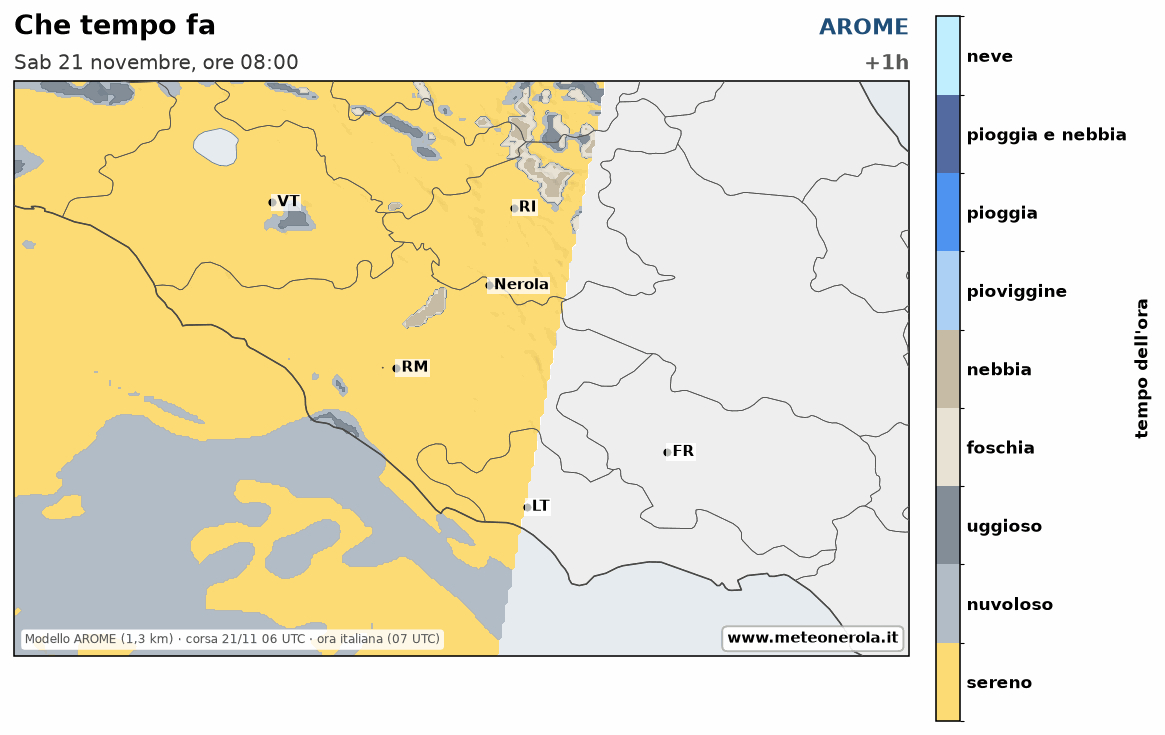 Che tempo fa
AROME
Sab 21 novembre, ore 08:00
+1h
VT
RI
Nerola
RM
FR
LT
Modello AROME (1,3 km) · corsa 21/11 06 UTC · ora italiana (07 UTC)
www.meteonerola.it
neve
pioggia e nebbia
pioggia
pioviggine
nebbia
foschia
uggioso
nuvoloso
sereno
tempo dell'ora